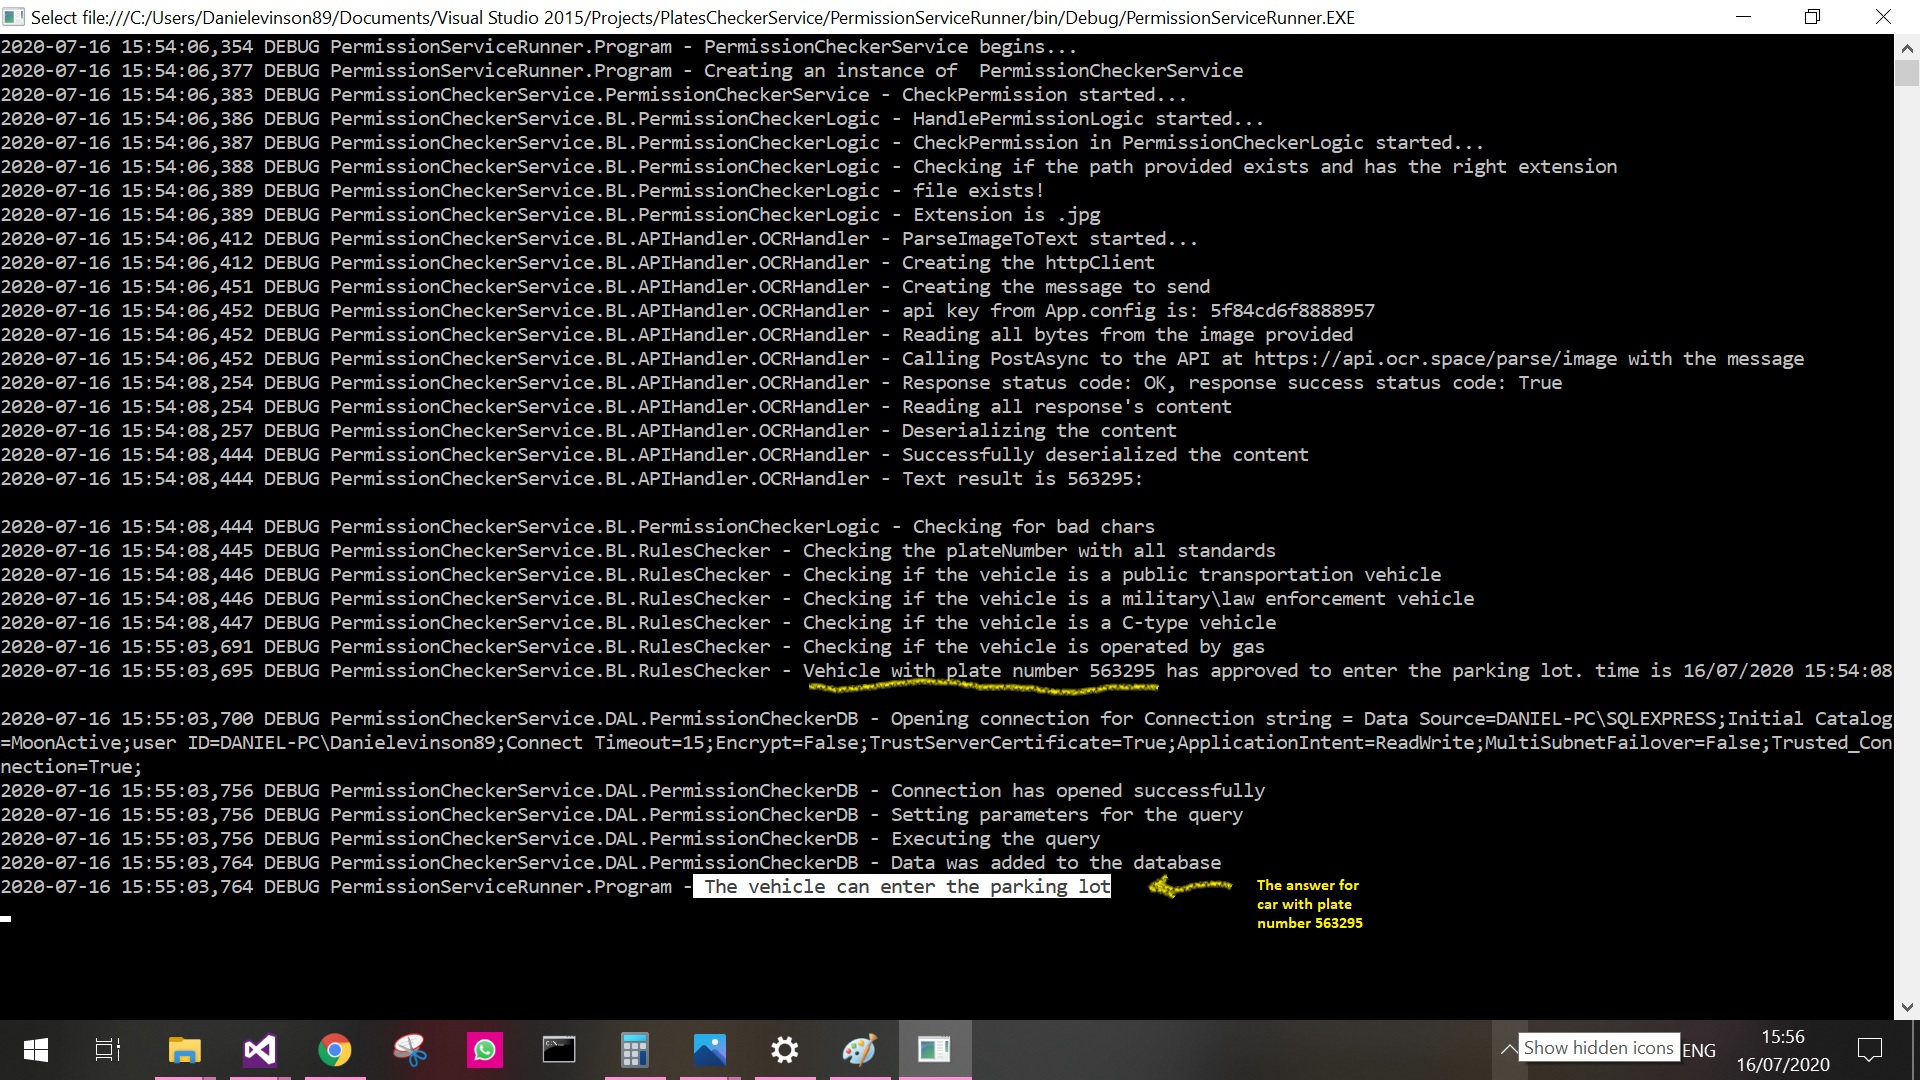 Select file:///C:/Users/Danielevinson89/Documents/Visual Studio 2015/Projects/PlatesCheckerService/PermissionServiceRunner/bin/Debug/PermissionServiceRunner.EXE
2020-07-16 15:54:06,354 DEBUG PermissionServiceRunner.Program - PermissionCheckerService begins...
2020-07-16 15:54:06,377 DEBUG PermissionServiceRunner.Program - Creating an instance of  PermissionCheckerService
2020-07-16 15:54:06,383 DEBUG PermissionCheckerService.PermissionCheckerService - CheckPermission started...
2020-07-16 15:54:06,386 DEBUG PermissionCheckerService.BL.PermissionCheckerLogic - HandlePermissionLogic started...
2020-07-16 15:54:06,387 DEBUG PermissionCheckerService.BL.PermissionCheckerLogic - CheckPermission in PermissionCheckerLogic started...
2020-07-16 15:54:06,388 DEBUG PermissionCheckerService.BL.PermissionCheckerLogic - Checking if the path provided exists and has the right extension
2020-07-16 15:54:06,389 DEBUG PermissionCheckerService.BL.PermissionCheckerLogic - file exists!
2020-07-16 15:54:06,389 DEBUG PermissionCheckerService.BL.PermissionCheckerLogic - Extension is .jpg
2020-07-16 15:54:06,412 DEBUG PermissionCheckerService.BL.APIHandler.OCRHandler - ParseImageToText started...
2020-07-16 15:54:06,412 DEBUG PermissionCheckerService.BL.APIHandler.OCRHandler - Creating the httpClient
2020-07-16 15:54:06,451 DEBUG PermissionCheckerService.BL.APIHandler.OCRHandler - Creating the message to send
2020-07-16 15:54:06,452 DEBUG PermissionCheckerService.BL.APIHandler.OCRHandler - api key from App.config is: 5f84cd6f8888957
2020-07-16 15:54:06,452 DEBUG PermissionCheckerService.BL.APIHandler.OCRHandler - Reading all bytes from the image provided
2020-07-16 15:54:06,452 DEBUG PermissionCheckerService.BL.APIHandler.OCRHandler - Calling PostAsync to the API at https://api.ocr.space/parse/image with the message
2020-07-16 15:54:08,254 DEBUG PermissionCheckerService.BL.APIHandler.OCRHandler - Response status code: OK, response success status code: True
2020-07-16 15:54:08,254 DEBUG PermissionCheckerService.BL.APIHandler.OCRHandler - Reading all response's content
2020-07-16 15:54:08,257 DEBUG PermissionCheckerService.BL.APIHandler.OCRHandler - Deserializing the content
2020-07-16 15:54:08,444 DEBUG PermissionCheckerService.BL.APIHandler.OCRHandler - Successfully deserialized the content
2020-07-16 15:54:08,444 DEBUG PermissionCheckerService.BL.APIHandler.OCRHandler - Text result is 563295:
2020-07-16 15:54:08,444 DEBUG PermissionCheckerService.BL.PermissionCheckerLogic - Checking for bad chars
2020-07-16 15:54:08,445 DEBUG PermissionCheckerService.BL.RulesChecker - Checking the plateNumber with all standards
2020-07-16 15:54:08,446 DEBUG PermissionCheckerService.BL.RulesChecker - Checking if the vehicle is a public transportation vehicle
2020-07-16 15:54:08,446 DEBUG PermissionCheckerService.BL.RulesChecker - Checking if the vehicle is a military\law enforcement vehicle
2020-07-16 15:54:08,447 DEBUG PermissionCheckerService.BL.RulesChecker - Checking if the vehicle is a C-type vehicle
2020-07-16 15:55:03,691 DEBUG PermissionCheckerService.BL.RulesChecker - Checking if the vehicle is operated by gas
2020-07-16 15:55:03,695 DEBUG PermissionCheckerService.BL.RulesChecker - Vehicle with plate number 563295 has approved to enter the parking lot. time is 16/07/2020 15:54:08
2020-07-16 15:55:03,700 DEBUG PermissionCheckerService.DAL.PermissionCheckerDB - Opening connection for Connection string = Data Source=DANIEL-PC\SQLEXPRESS;Initial Catalog
=MoonActive;user ID=DANIEL-PC\Danielevinson89;Connect Timeout=15;Encrypt=False;TrustServerCertificate=True;ApplicationIntent=ReadWrite;MultiSubnetFailover=False;Trusted_Con
nection=True;
2020-07-16 15:55:03,756 DEBUG PermissionCheckerService.DAL.PermissionCheckerDB - Connection has opened successfully
2020-07-16 15:55:03,756 DEBUG PermissionCheckerService.DAL.PermissionCheckerDB - Setting parameters for the query
2020-07-16 15:55:03,756 DEBUG PermissionCheckerService.DAL.PermissionCheckerDB - Executing the query
2020-07-16 15:55:03,764 DEBUG PermissionCheckerService.DAL.PermissionCheckerDB - Data was added to the database
2020-07-16 15:55:03,764 DEBUG PermissionServiceRunner.Program - The vehicle can enter the parking lot
The answer for
car with plate
number 563295
Show hidden icons
ENG
15:56
16/07/2020